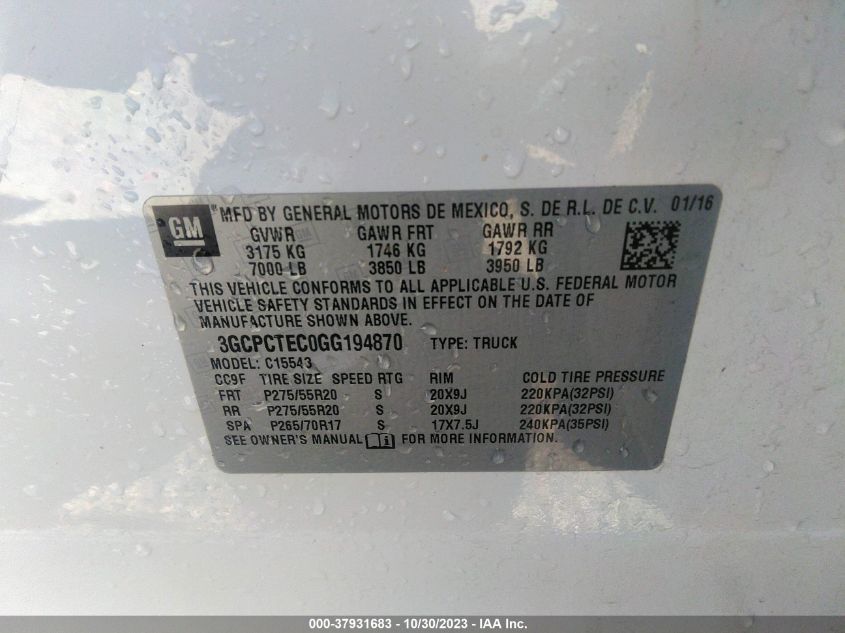 GM
MFD BY GENERAL MOTORS DE MEXICO, S. DE R.L. DE C.V. 01/16
GVWR GAWR FRT GAWR RR
3175 KG 1746 KG 1792 KG
7000 LB 3850 LB 3950 LB
THIS VEHICLE CONFORMS TO ALL APPLICABLE U.S. FEDERAL MOTOR
VEHICLE SAFETY STANDARDS IN EFFECT ON THE DATE OF
MANUFACTURE SHOWN ABOVE.
3GCPCTEC0GG194870 TYPE: TRUCK
MODEL: C15543
CC9F TIRE SIZE SPEED RTG RIM COLD TIRE PRESSURE
FRT P275/55R20 S 20X9J 220KPA(32PSI)
RR P275/55R20 S 20X9J 220KPA(32PSI)
SPA P265/70R17 S 17X7.5J 240KPA(35PSI)
SEE OWNER'S MANUAL FOR MORE INFORMATION.
000-37931683 - 10/30/2023 - IAA Inc.